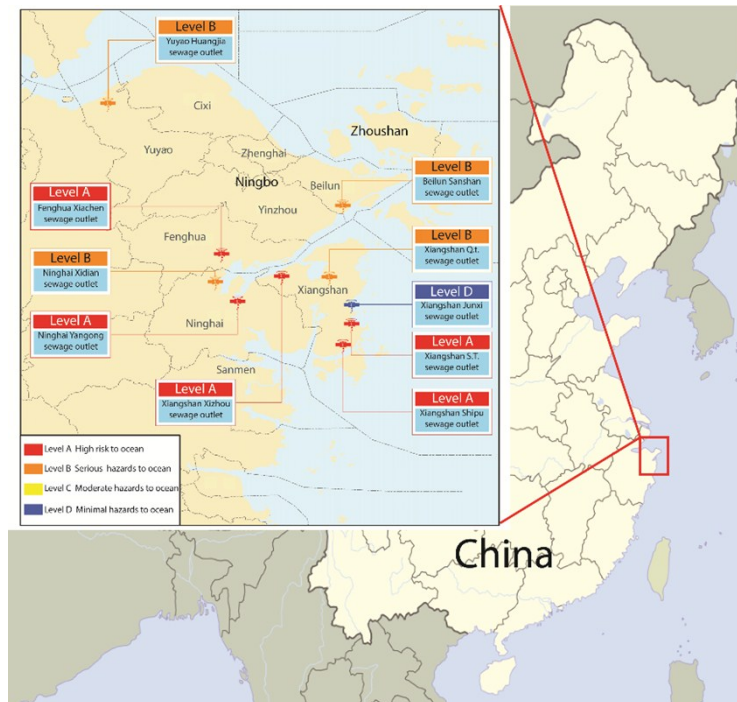 Level B
Yuyao Huangjia
sewage outlet
Cixi
Zhoushan
Yuyao
Zhenghai
Ningbo
Beilun
Yinzhou
Level B
Beilun Sanshan
sewage outlet
Level A
Fenghua Xiachen
sewage outlet
Fenghua
Level B
Xiangshan Q.t.
sewage outlet
Level B
Ninghai Xidian
sewage outlet
Xiangshan
Level D
Xiangshan Junxi
sewage outlet
Level A
Ninghai Yangong
sewage outlet
Ninghai
Level A
Xiangshan S.T.
sewage outlet
Sanmen
Level A
Xiangshan Xizhou
sewage outlet
Level A
Xiangshan Shipu
sewage outlet
Level A High risk to ocean
Level B Serious hazards to ocean
Level C Moderate hazards to ocean
Level D Minimal hazards to ocean
China